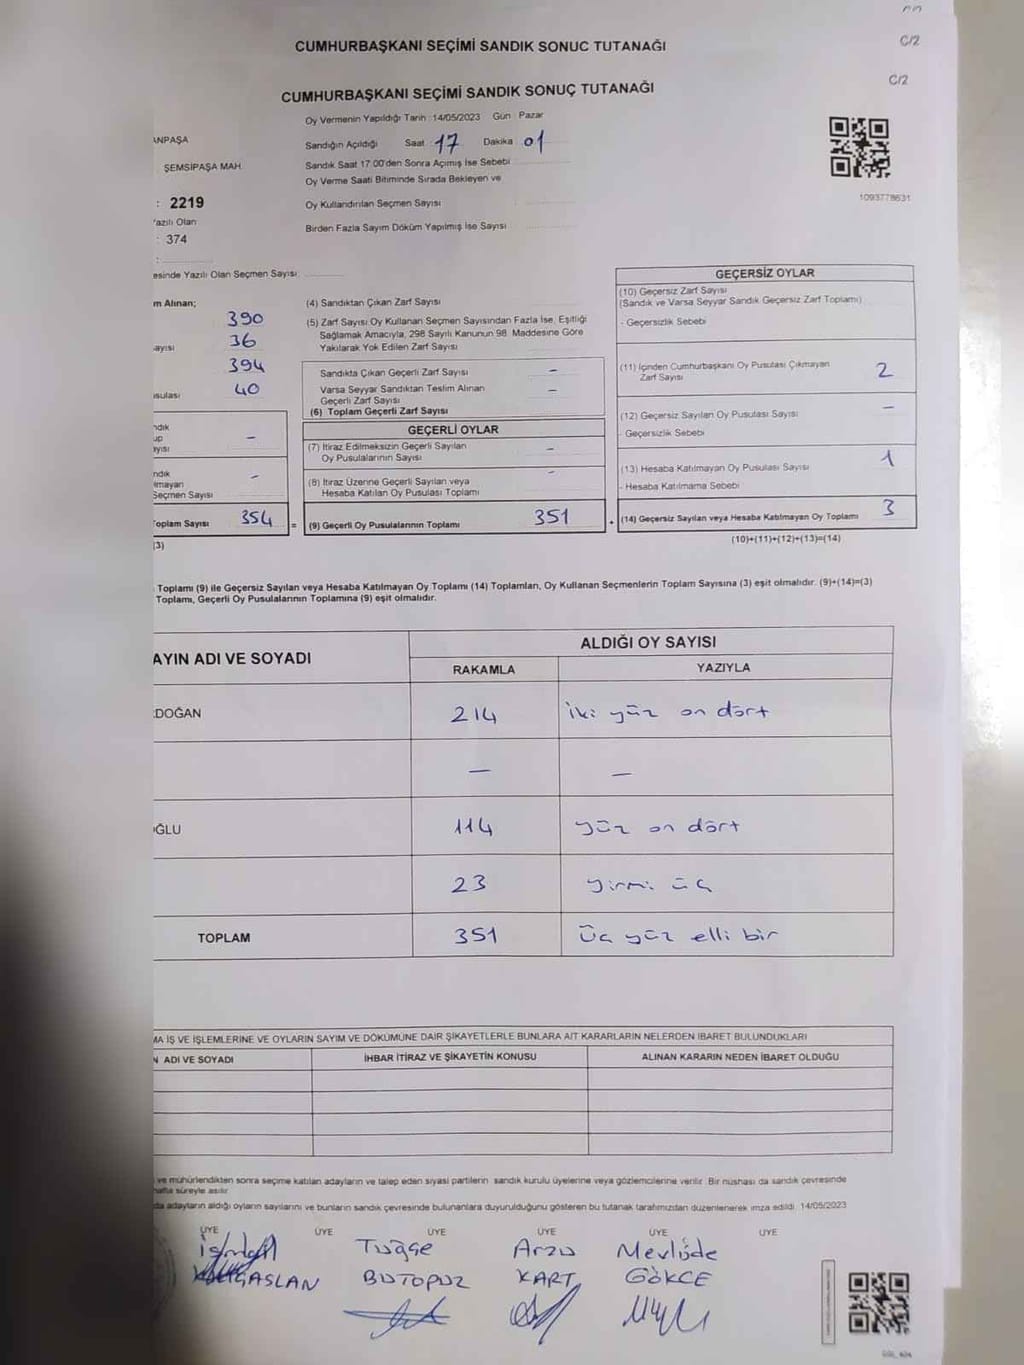 C/2
CUMHURBAŞKANI SEÇİMİ SANDIK SONUC TUTANAĞI
C/2
CUMHURBAŞKANI SEÇİMİ SANDIK SONUÇ TUTANAĞI
Oy Vermenin Yapıldığı Tarih : 14/05/2023 Gün : Pazar
ANPAŞA
Sandığın Açıldığı Saat : 17 Dakika : 01
ŞEMSİPAŞA MAH.
Sandık Saat 17:00'den Sonra Açımış İse Sebebi
Oy Verme Saati Bitiminde Sırada Bekleyen ve
Oy Kullandırılan Seçmen Sayısı
: 2219
Yazılı Olan
: 374
Birden Fazla Sayım Döküm Yapılmış İse Sayısı
1093778631
esinde Yazılı Olan Seçmen Sayısı:
m Alınan;
390
36
ayısı
394
usulası
40
ndık
up
yısı
—
ndık
lmayan
Seçmen Sayısı
-
Toplam Sayısı 354 =
(3)
(4) Sandıktan Çıkan Zarf Sayısı
(5) Zarf Sayısı Oy Kullanan Seçmen Sayısından Fazla İse, Eşitliği
Sağlamak Amacıyla, 298 Sayılı Kanunun 98. Maddesine Göre
Yakılarak Yok Edilen Zarf Sayısı
Sandıkta Çıkan Geçerli Zarf Sayısı —
Varsa Seyyar Sandıktan Teslim Alınan
Geçerli Zarf Sayısı —
(6) Toplam Geçerli Zarf Sayısı
GEÇERLİ OYLAR
(7) İtiraz Edilmeksizin Geçerli Sayılan
Oy Pusulalarının Sayısı —
(8) İtiraz Üzerine Geçerli Sayılan veya
Hesaba Katılan Oy Pusulası Toplamı —
(9) Geçerli Oy Pusulalarının Toplamı 351 +
GEÇERSİZ OYLAR
(10) Geçersiz Zarf Sayısı
(Sandık ve Varsa Seyyar Sandık Geçersiz Zarf Toplamı)
- Geçersizlik Sebebi
(11) İçinden Cumhurbaşkanı Oy Pusulası Çıkmayan
Zarf Sayısı 2
(12) Geçersiz Sayılan Oy Pusulası Sayısı —
- Geçersizlik Sebebi
(13) Hesaba Katılmayan Oy Pusulası Sayısı 1
- Hesaba Katılmama Sebebi
(14) Geçersiz Sayılan veya Hesaba Katılmayan Oy Toplamı 3
(10)+(11)+(12)+(13)=(14)
Toplamı (9) ile Geçersiz Sayılan veya Hesaba Katılmayan Oy Toplamı (14) Toplamları, Oy Kullanan Seçmenlerin Toplam Sayısına (3) eşit olmalıdır. (9)+(14)=(3)
Toplamı, Geçerli Oy Pusulalarının Toplamına (9) eşit olmalıdır.
AYIN ADI VE SOYADI
ALDIĞI OY SAYISI
RAKAMLA YAZIYLA
DOĞAN 214 iki yüz on dört
— —
ĞLU 114 yüz on dört
23 yirmi üç
TOPLAM 351 üç yüz elli bir
MA İŞ VE İŞLEMLERİNE VE OYLARIN SAYIM VE DÖKÜMÜNE DAİR ŞİKAYETLERLE BUNLARA AİT KARARLARIN NELERDEN İBARET BULUNDUKLARI
N ADI VE SOYADI İHBAR İTİRAZ VE ŞİKAYETİN KONUSU ALINAN KARARIN NEDEN İBARET OLDUĞU
ve mühürlendikten sonra seçime katılan adayların ve talep eden siyasi partilerin sandık kurulu üyelerine veya gözlemcilerine verilir. Bir nüshası da sandık çevresinde
hafta süreyle asılır.
da adayların aldığı oyların sayılarını ve bunların sandık çevresinde bulunanlara duyurulduğunu gösteren bu tutanak tarafımızdan düzenlenerek imza edildi. 14/05/2023
ÜYE ÜYE ÜYE ÜYE ÜYE ÜYE
Tuğçe Arzu Mevlüde
BUTOPUZ KART GÖKCE